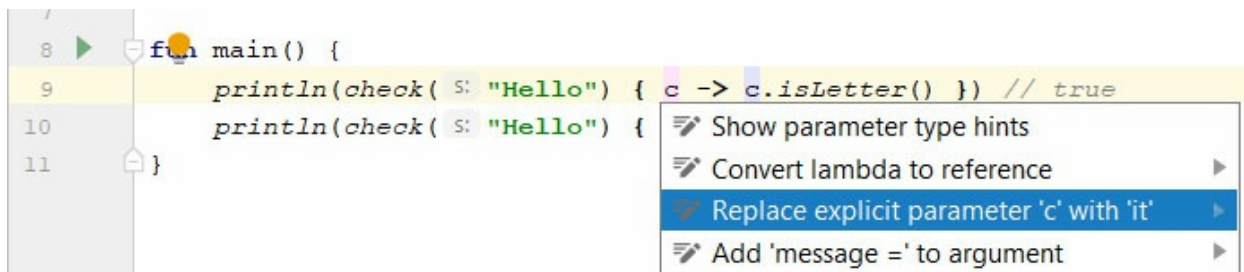 8 fun main() {
9 println(check( s: "Hello") { c -> c.isLetter() }) // true
10 println(check( s: "Hello") {
11 }
Show parameter type hints
Convert lambda to reference
Replace explicit parameter 'c' with 'it'
Add 'message =' to argument